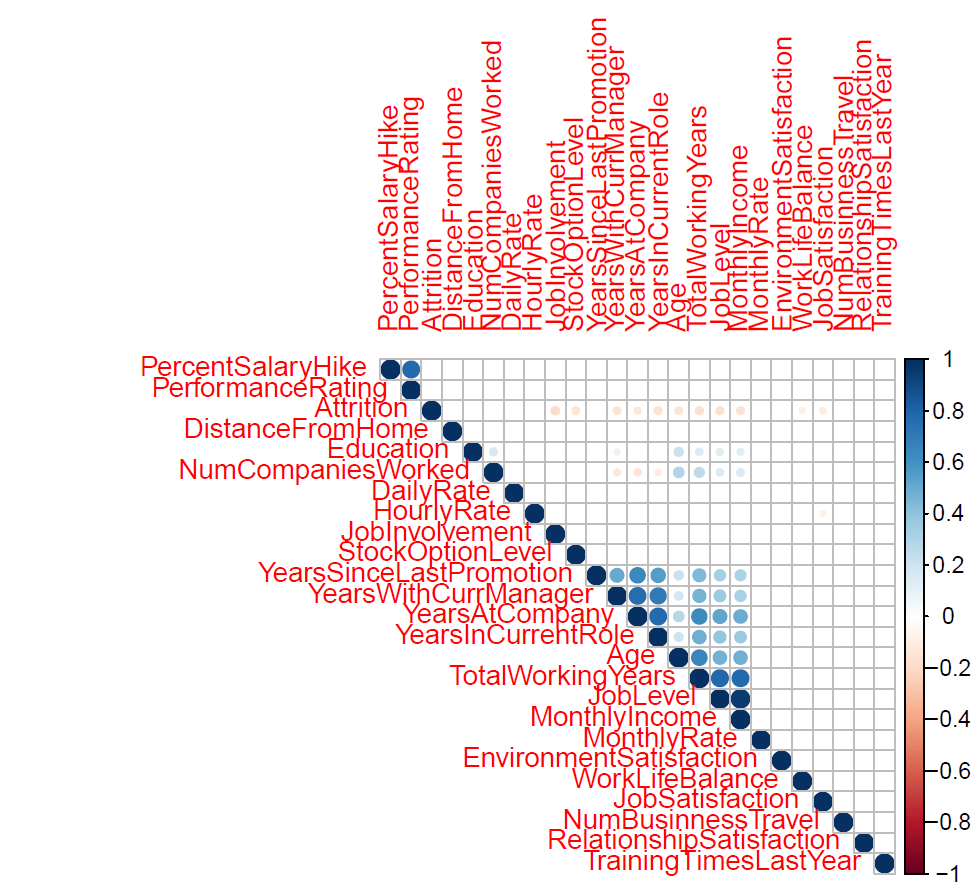 PercentSalaryHike
PerformanceRating
Attrition
DistanceFromHome
Education
NumCompaniesWorked
DailyRate
HourlyRate
JobInvolvement
StockOptionLevel
YearsSinceLastPromotion
YearsWithCurrManager
YearsAtCompany
YearsInCurrentRole
Age
TotalWorkingYears
JobLevel
MonthlyIncome
MonthlyRate
EnvironmentSatisfaction
WorkLifeBalance
JobSatisfaction
NumBusinnessTravel
RelationshipSatisfaction
TrainingTimesLastYear
PercentSalaryHike
PerformanceRating
Attrition
DistanceFromHome
Education
NumCompaniesWorked
DailyRate
HourlyRate
JobInvolvement
StockOptionLevel
YearsSinceLastPromotion
YearsWithCurrManager
YearsAtCompany
YearsInCurrentRole
Age
TotalWorkingYears
JobLevel
MonthlyIncome
MonthlyRate
EnvironmentSatisfaction
WorkLifeBalance
JobSatisfaction
NumBusinnessTravel
RelationshipSatisfaction
TrainingTimesLastYear
1
0.8
0.6
0.4
0.2
0
−0.2
−0.4
−0.6
−0.8
−1